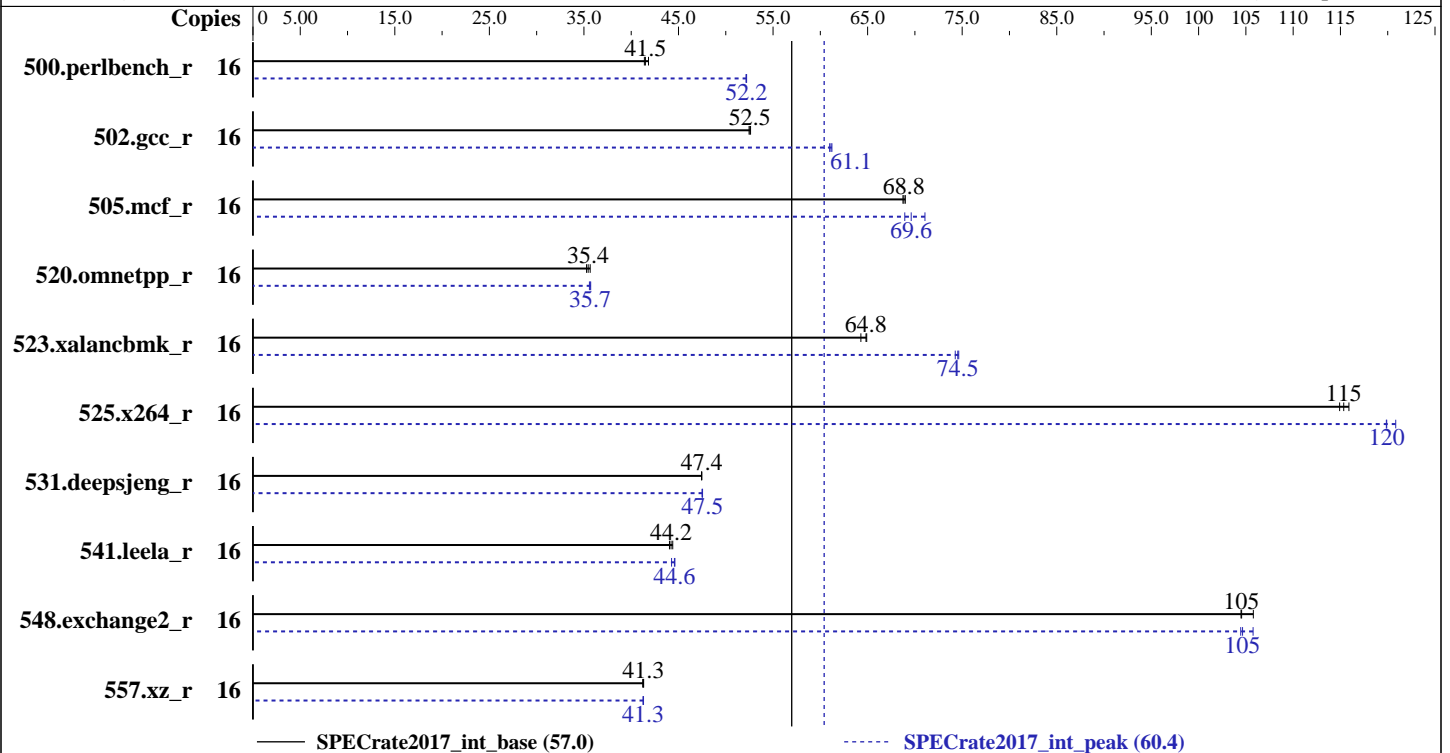 Copies 0 5.00 15.0 25.0 35.0 45.0 55.0 65.0 75.0 85.0 95.0 100 105 110 115 125
41.5
500.perlbench_r 16
52.2
52.5
502.gcc_r 16
61.1
68.8
505.mcf_r 16
69.6
35.4
520.omnetpp_r 16
35.7
64.8
523.xalancbmk_r 16
74.5
115
525.x264_r 16
120
47.4
531.deepsjeng_r 16
47.5
44.2
541.leela_r 16
44.6
105
548.exchange2_r 16
105
41.3
557.xz_r 16
41.3
SPECrate2017_int_base (57.0) SPECrate2017_int_peak (60.4)